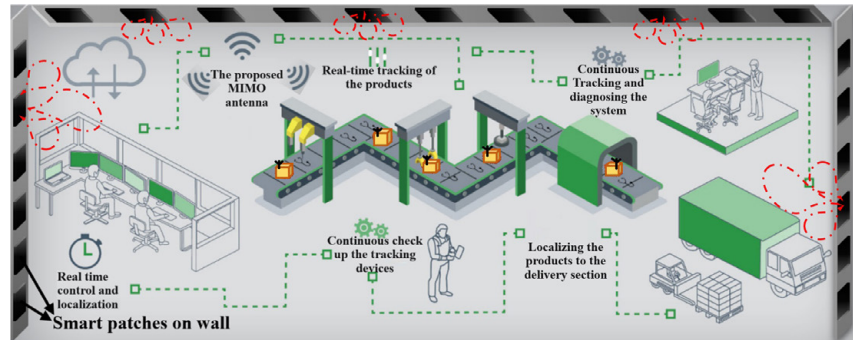 The proposed
MIMO
antenna
Real-time tracking of
the products
Continuous
Tracking and
diagnosing the
system
Real time
control and
localization
Continuous check
up the tracking
devices
Localizing the
products to the
delivery section
Smart patches on wall